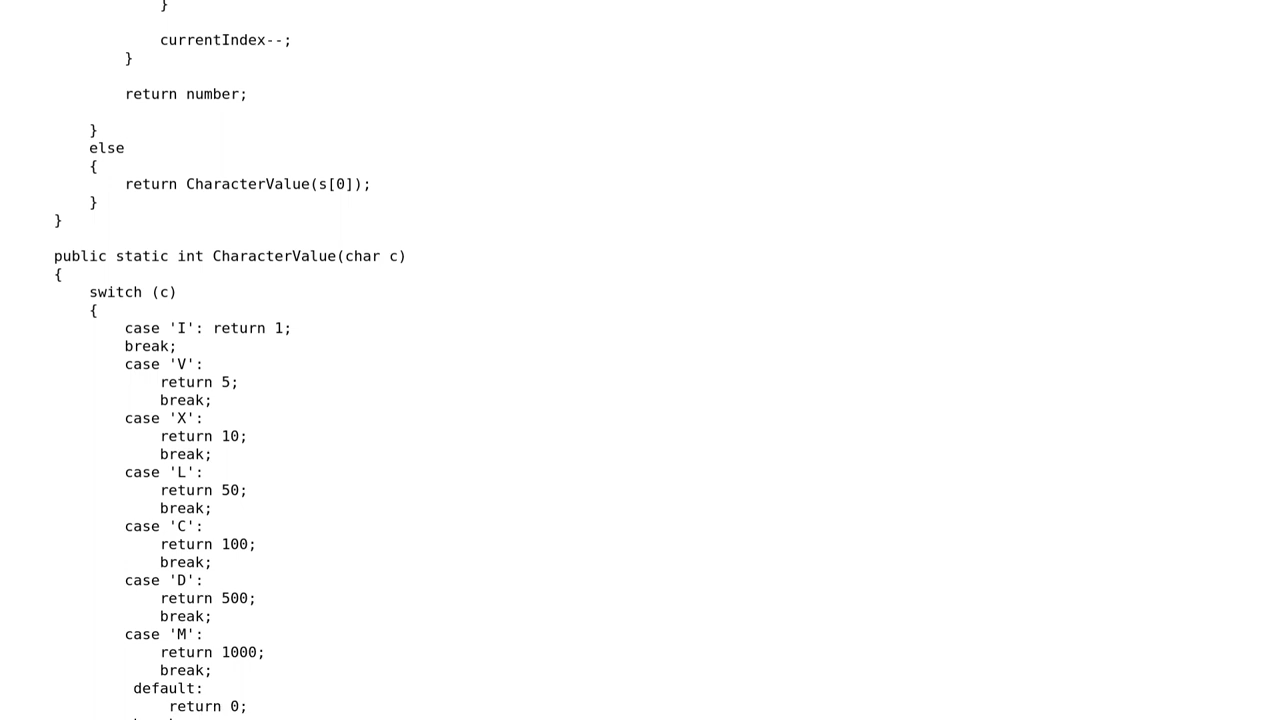 }
currentIndex--;
}
return number;
}
else
{
return CharacterValue(s[0]);
}
}
public static int CharacterValue(char c)
{
switch (c)
{
case 'I': return 1;
break;
case 'V':
return 5;
break;
case 'X':
return 10;
break;
case 'L':
return 50;
break;
case 'C':
return 100;
break;
case 'D':
return 500;
break;
case 'M':
return 1000;
break;
default:
return 0;